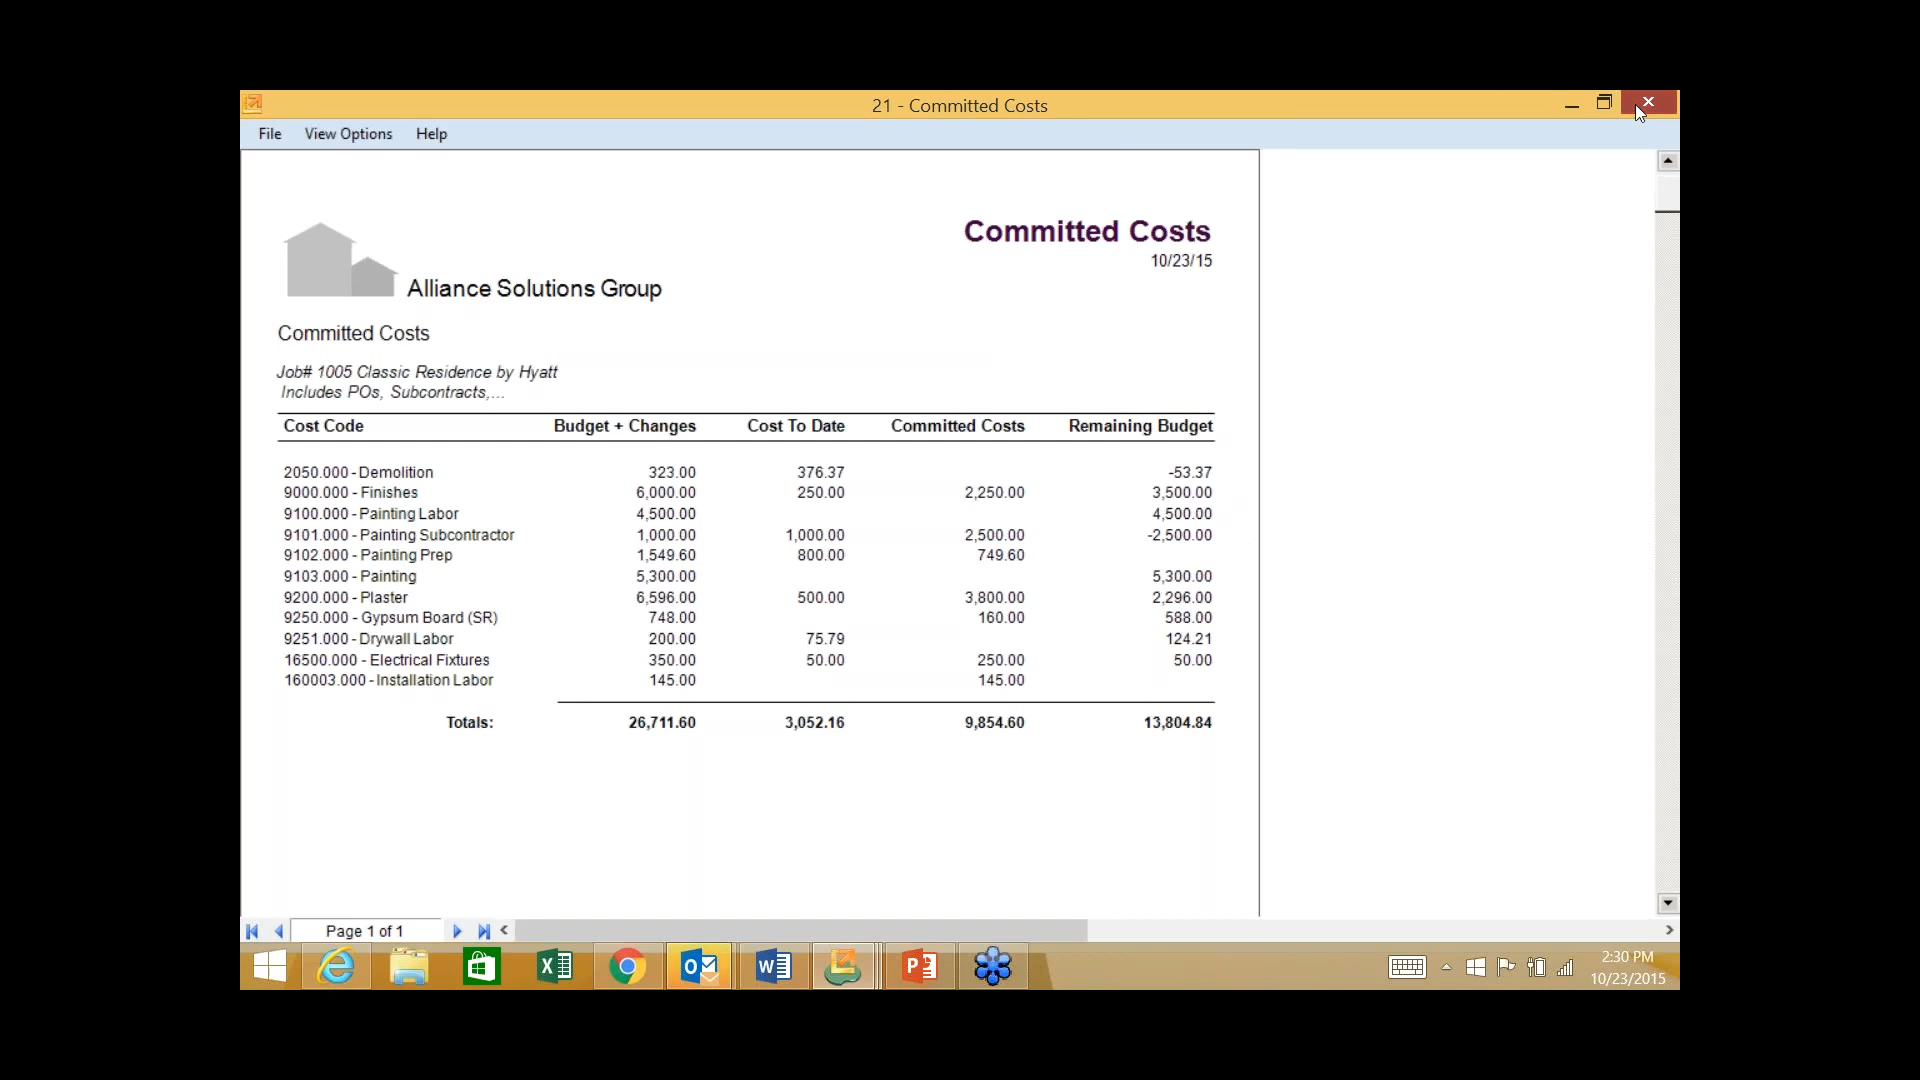 21 - Committed Costs
File View Options Help
Committed Costs
10/23/15
Alliance Solutions Group
Committed Costs
Job# 1005 Classic Residence by Hyatt
Includes POs, Subcontracts,...
Cost Code Budget + Changes Cost To Date Committed Costs Remaining Budget
2050.000 - Demolition 323.00 376.37 -53.37
9000.000 - Finishes 6,000.00 250.00 2,250.00 3,500.00
9100.000 - Painting Labor 4,500.00 4,500.00
9101.000 - Painting Subcontractor 1,000.00 1,000.00 2,500.00 -2,500.00
9102.000 - Painting Prep 1,549.60 800.00 749.60
9103.000 - Painting 5,300.00 5,300.00
9200.000 - Plaster 6,596.00 500.00 3,800.00 2,296.00
9250.000 - Gypsum Board (SR) 748.00 160.00 588.00
9251.000 - Drywall Labor 200.00 75.79 124.21
16500.000 - Electrical Fixtures 350.00 50.00 250.00 50.00
160003.000 - Installation Labor 145.00 145.00
Totals: 26,711.60 3,052.16 9,854.60 13,804.84
Page 1 of 1
2:30 PM
10/23/2015